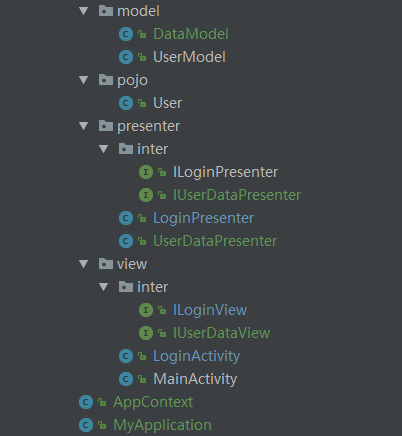 model
DataModel
UserModel
pojo
User
presenter
inter
ILoginPresenter
IUserDataPresenter
LoginPresenter
UserDataPresenter
view
inter
ILoginView
IUserDataView
LoginActivity
MainActivity
AppContext
MyApplication